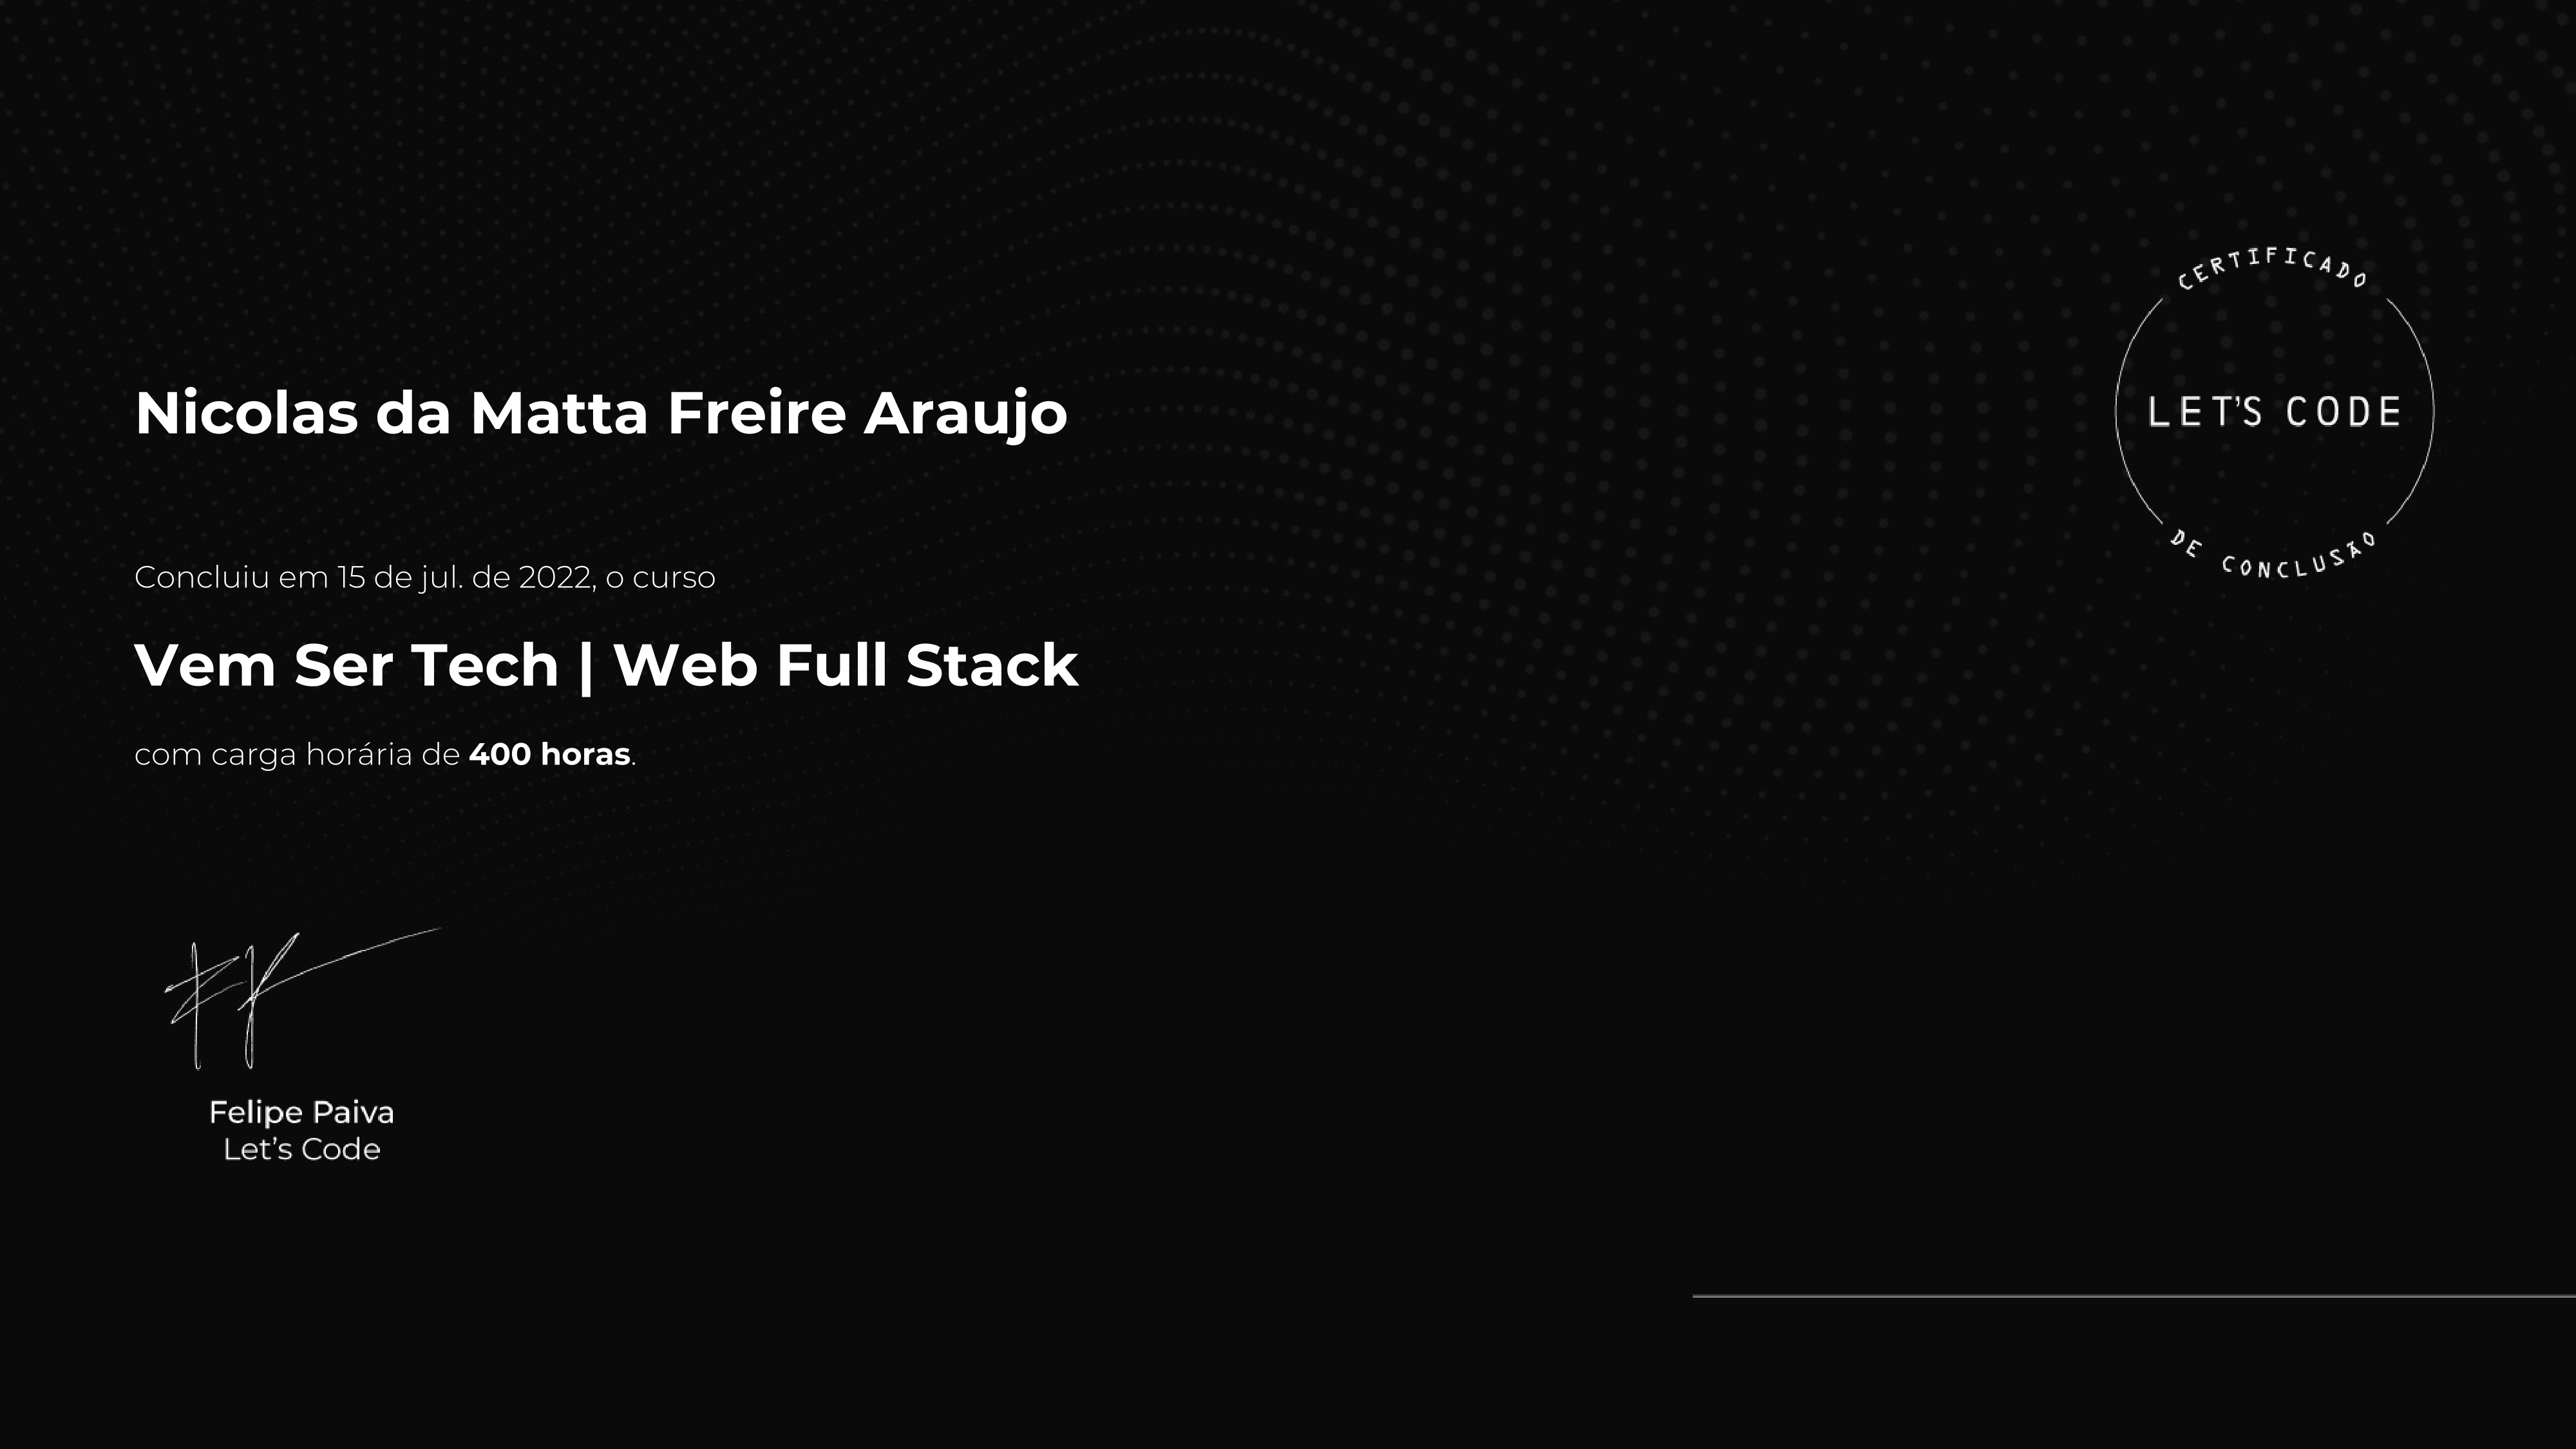 Nicolas da Matta Freire Araujo
CERTIFICADO
LET'S CODE
DE CONCLUSÃO
Concluiu em 15 de jul. de 2022, o curso
Vem Ser Tech | Web Full Stack
com carga horária de 400 horas.
Felipe Paiva
Let's Code